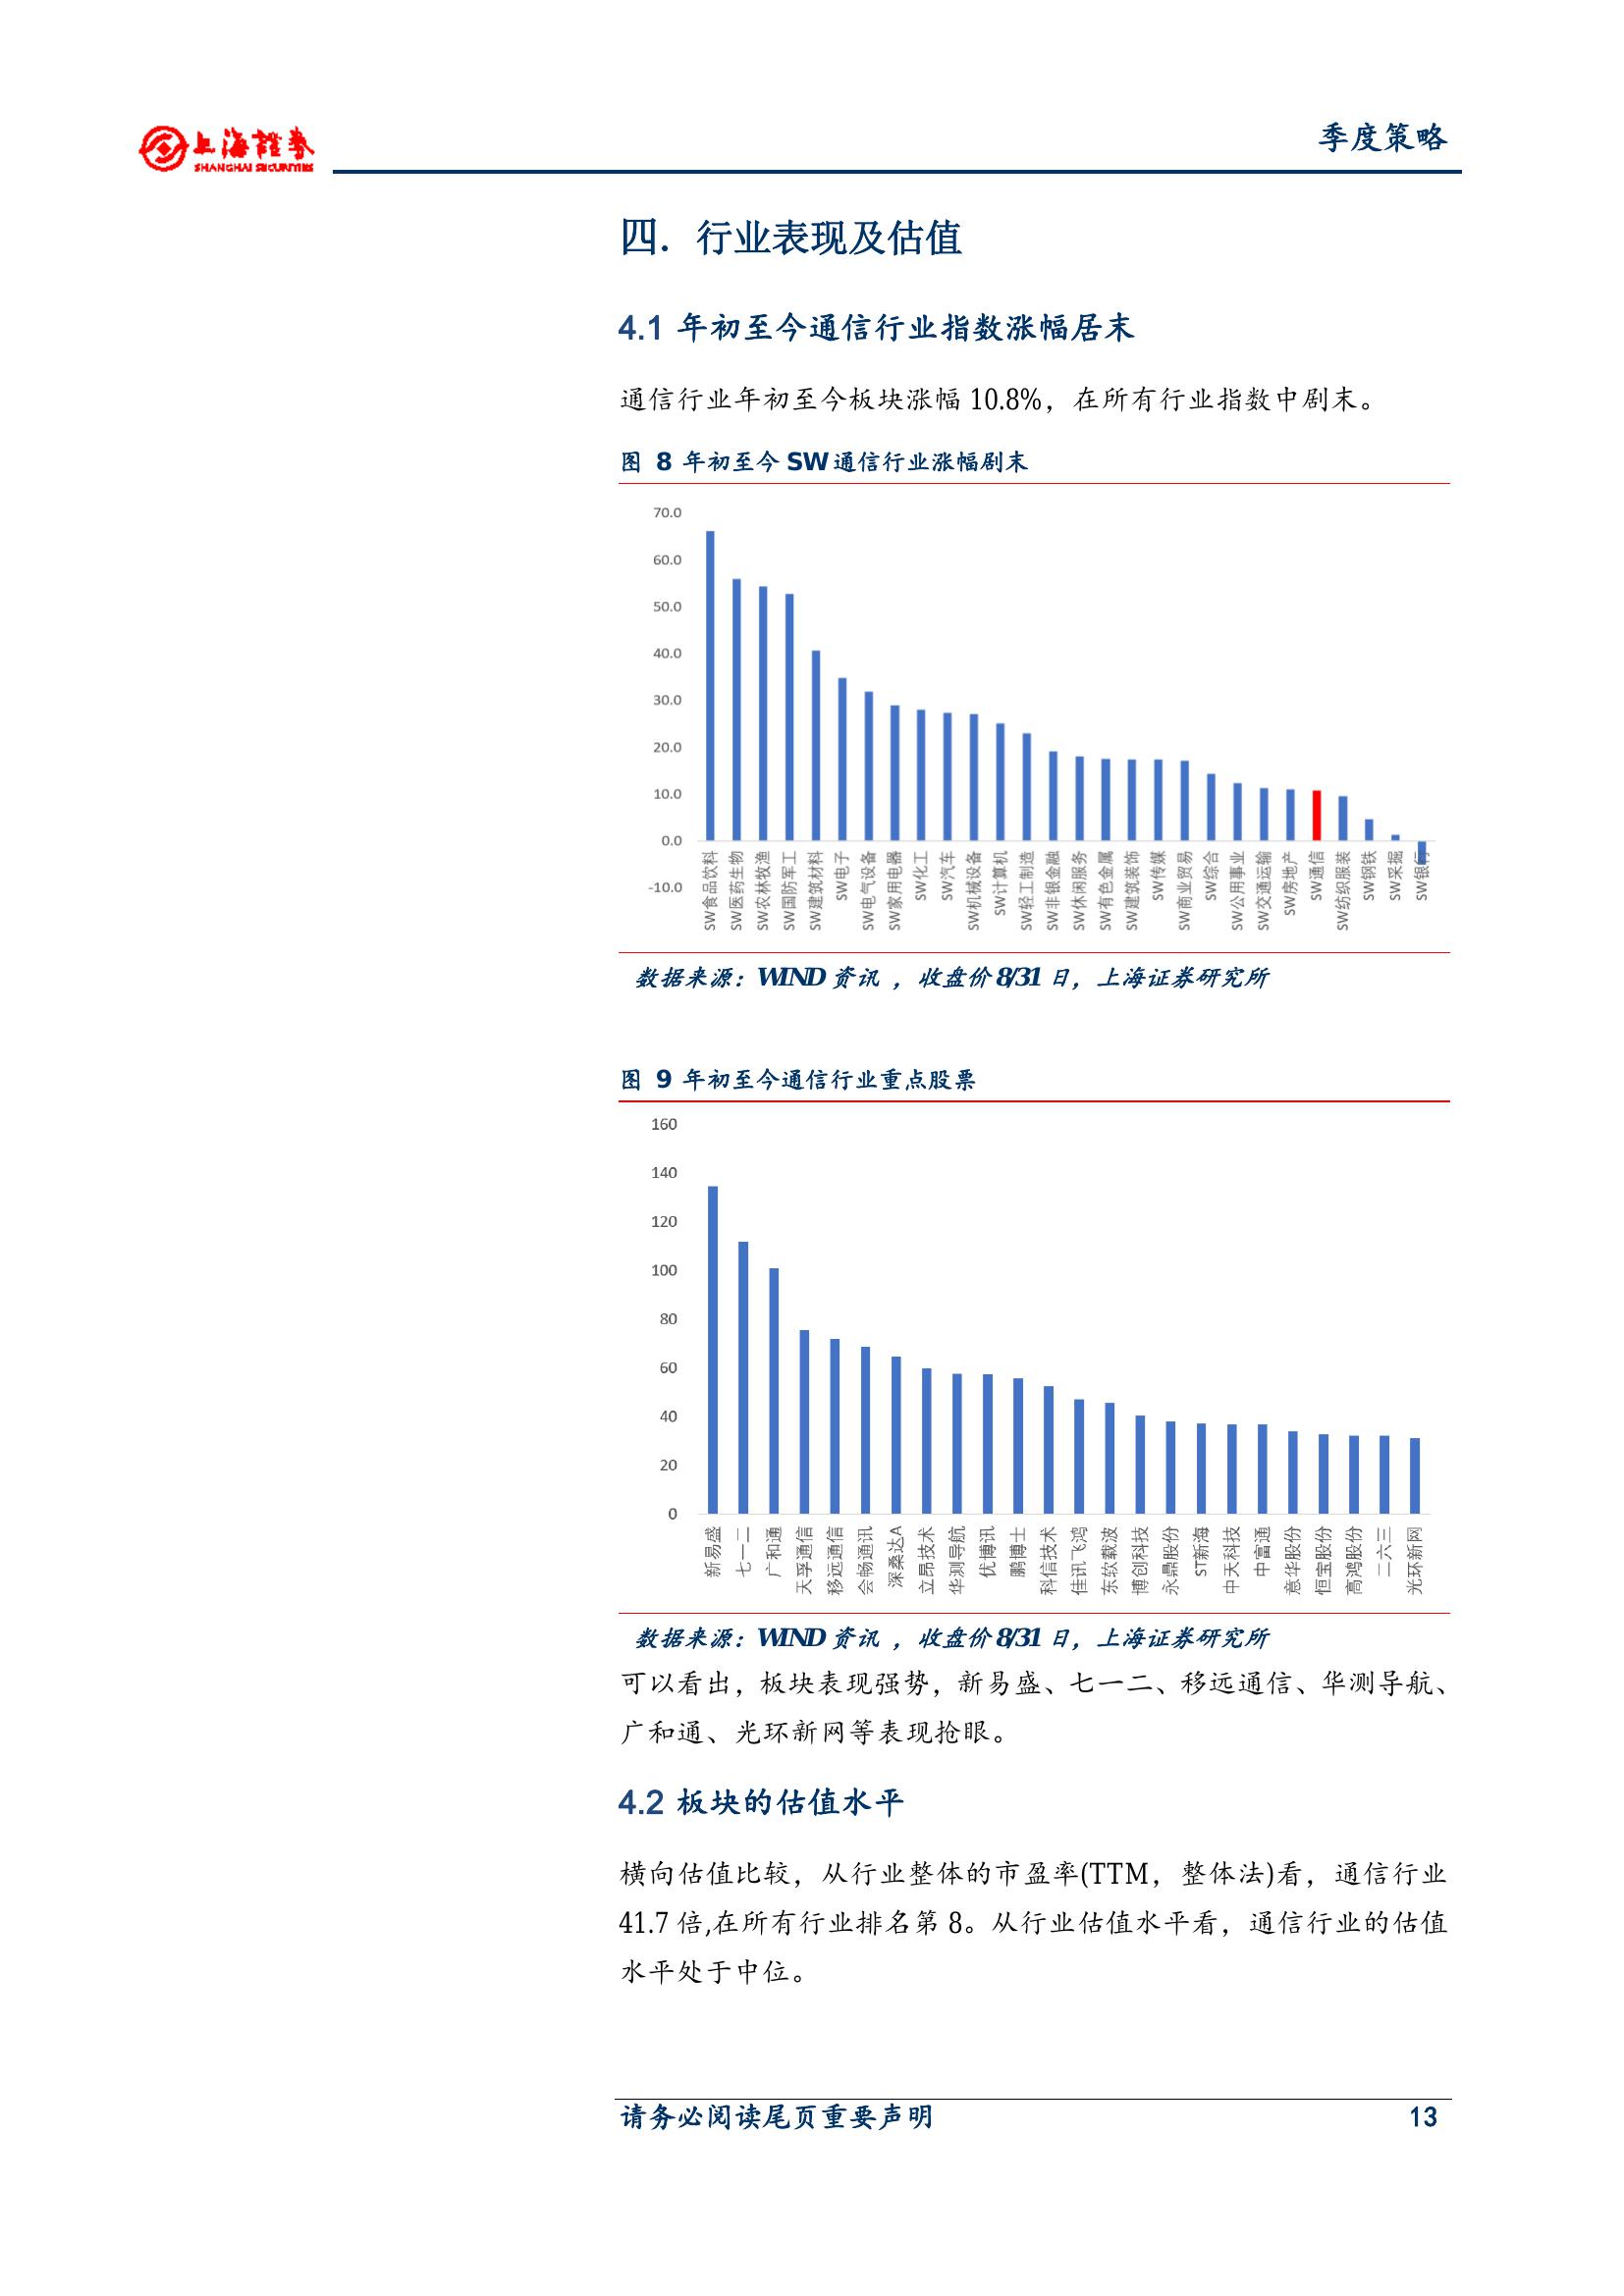 上海證券
SHANGHAI SECURITIES
季度策略
四. 行业表现及估值
4.1 年初至今通信行业指数涨幅居末
通信行业年初至今板块涨幅 10.8%，在所有行业指数中剧末。
图 8 年初至今 SW 通信行业涨幅剧末
70.0
60.0
50.0
40.0
30.0
20.0
10.0
0.0
-10.0
SW食品饮料
SW医药生物
SW农林牧渔
SW国防军工
SW建筑材料
SW电子
SW电气设备
SW家用电器
SW化工
SW汽车
SW机械设备
SW计算机
SW轻工制造
SW非银金融
SW休闲服务
SW有色金属
SW建筑装饰
SW传媒
SW商业贸易
SW综合
SW公用事业
SW交通运输
SW房地产
SW通信
SW纺织服装
SW钢铁
SW采掘
SW银行
数据来源：WIND 资讯 ，收盘价 8/31 日，上海证券研究所
图 9 年初至今通信行业重点股票
160
140
120
100
80
60
40
20
0
新易盛
七一二
广和通
天孚通信
移远通信
会畅通讯
深桑达A
立昂技术
华测导航
优博讯
鹏博士
科信技术
佳讯飞鸿
东软载波
博创科技
永鼎股份
ST新海
中天科技
中富通
意华股份
恒宝股份
高鸿股份
二六三
光环新网
数据来源：WIND 资讯 ，收盘价 8/31 日，上海证券研究所
可以看出，板块表现强势，新易盛、七一二、移远通信、华测导航、
广和通、光环新网等表现抢眼。
4.2 板块的估值水平
横向估值比较，从行业整体的市盈率(TTM，整体法)看，通信行业
41.7 倍,在所有行业排名第 8。从行业估值水平看，通信行业的估值
水平处于中位。
请务必阅读尾页重要声明
13